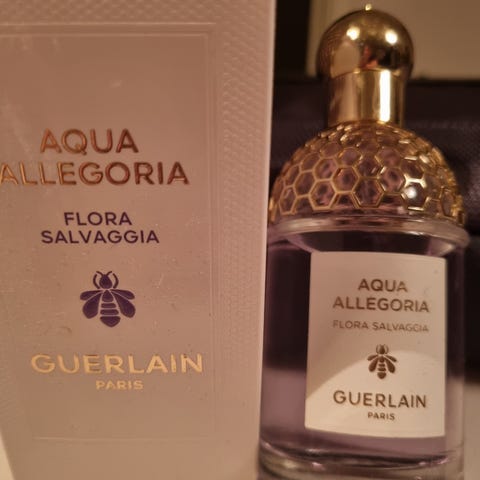 AQUA
ALLEGORIA
FLORA
SALVAGGIA
GUERLAIN
PARIS
AQUA
ALLEGORIA
FLORA SALVAGGIA
GUERLAIN
PARIS